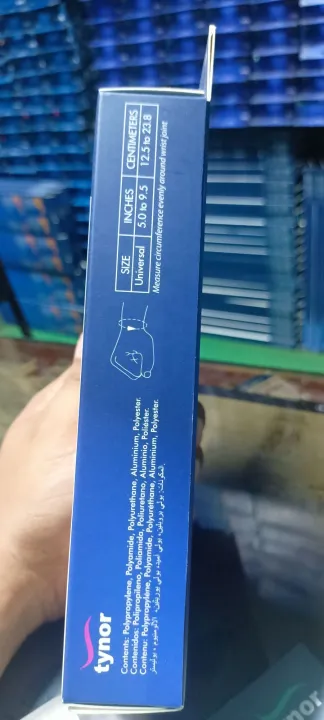 tynor
Contents: Polypropylene, Polyamide, Polyurethane, Aluminium, Polyester.
Contenidos: Polipropileno, Poliamida, Poliuretano, Aluminio, Poliéster.
Contenu: Polypropylène, Polyamide, Polyuréthane, Aluminium, Polyester.
SIZE INCHES CENTIMETERS
Universal 5.0 to 9.5 12.5 to 23.8
Measure circumference evenly around wrist joint
tynor